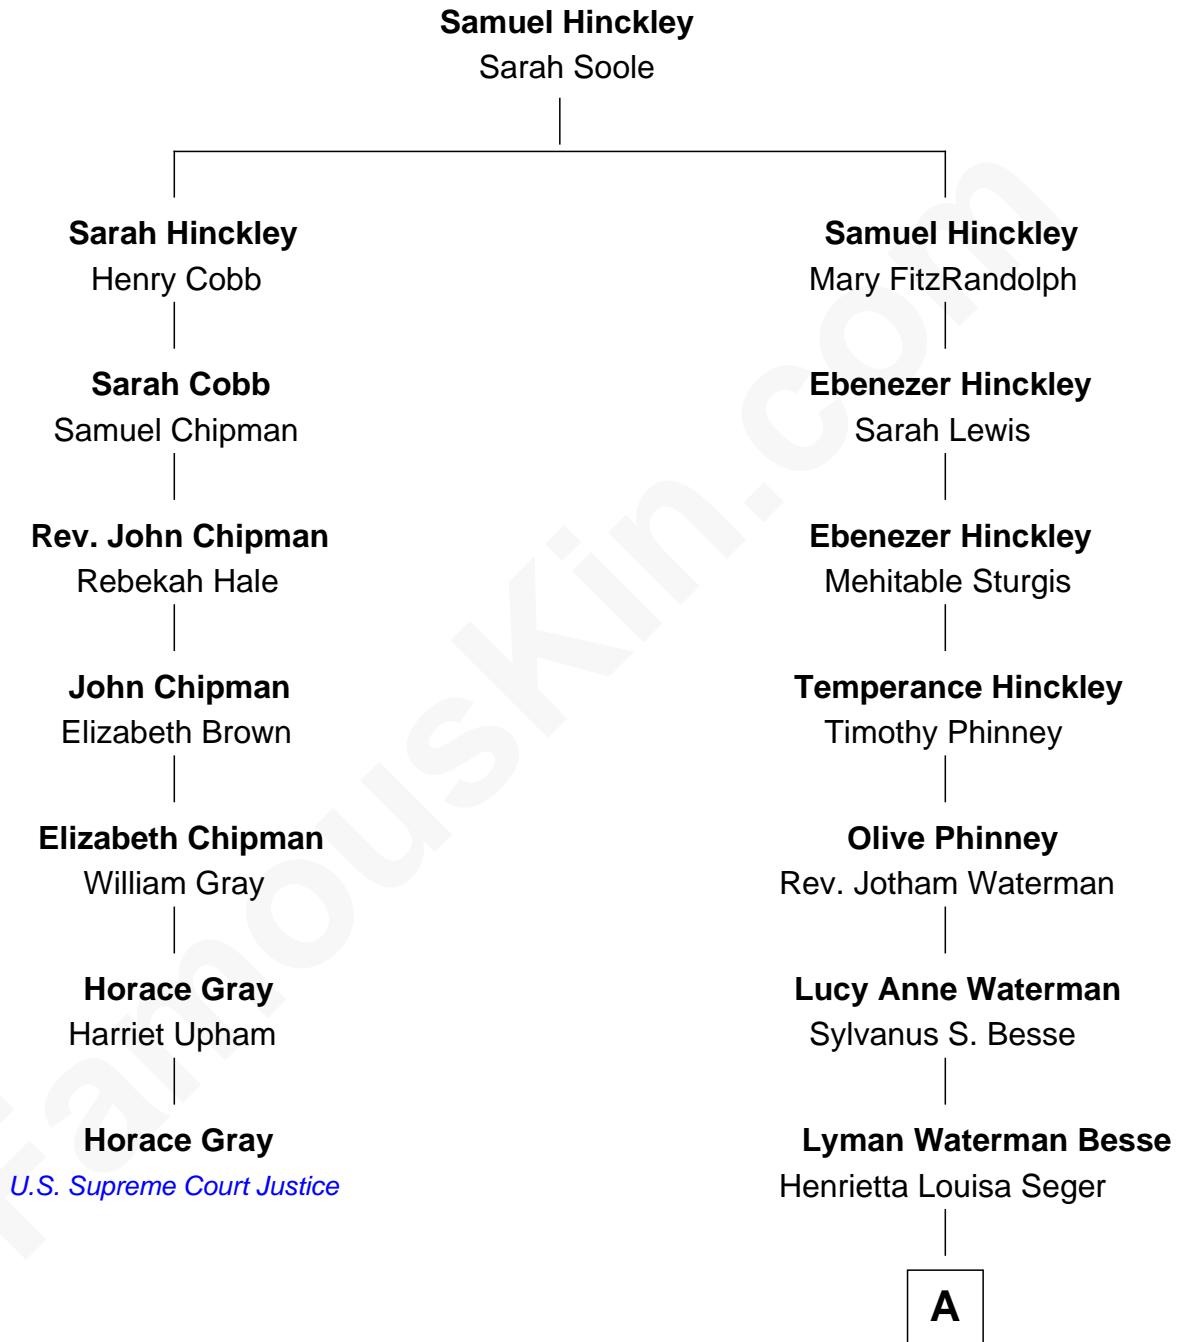 Samuel Hinckley
Sarah Soole
Sarah Hinckley
Henry Cobb
Samuel Hinckley
Mary FitzRandolph
Sarah Cobb
Samuel Chipman
Ebenezer Hinckley
Sarah Lewis
Rev. John Chipman
Rebekah Hale
Ebenezer Hinckley
Mehitable Sturgis
John Chipman
Elizabeth Brown
Temperance Hinckley
Timothy Phinney
Elizabeth Chipman
William Gray
Olive Phinney
Rev. Jotham Waterman
Horace Gray
Harriet Upham
Lucy Anne Waterman
Sylvanus S. Besse
Horace Gray
U.S. Supreme Court Justice
Lyman Waterman Besse
Henrietta Louisa Seger
A
FamousKin.com